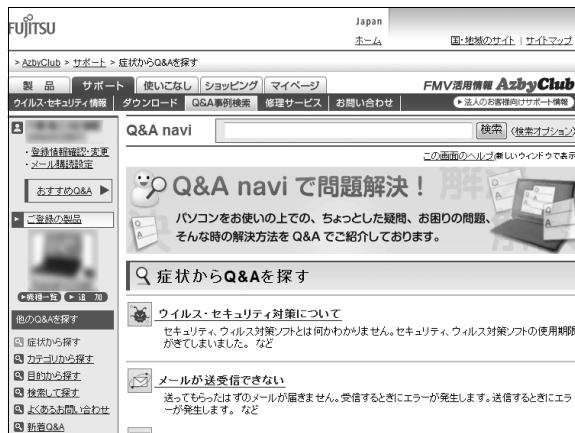 FUJITSU
Japan
ホーム
国・地域のサイト | サイトマップ
> AzbyClub > サポート > 症状からQ&Aを探す
製 品 サポート 使いこなし ショッピング マイページ
FMV活用情報 AzbyClub
ウイルス・セキュリティ情報 ダウンロード Q&A事例検索 修理サービス お問い合わせ
法人のお客様向けサポート情報
・登録情報確認・変更
・メール購読設定
おすすめQ&A
ご登録の製品
機種一覧 追 加
他のQ&Aを探す
症状から探す
カテゴリから探す
目的から探す
検索して探す
よくあるお問い合わせ
新着Q&A
Q&A navi
検索 (検索オプション)
この画面のヘルプ(新しいウィンドウで表示
Q&A navi で問題解決!
パソコンをお使いの上での、ちょっとした疑問、お困りの問題、
そんな時の解決方法を Q&A でご紹介しております。
症状からQ&Aを探す
ウイルス・セキュリティ対策について
セキュリティ、ウィルス対策ソフトとは何かわかりません。セキュリティ、ウィルス対策ソフトの使用期限
がきてしまいました。 など
メールが送受信できない
送ってもらったはずのメールが届きません。受信するときにエラーが発生します。送信するときにエラ
ーが発生します。 など